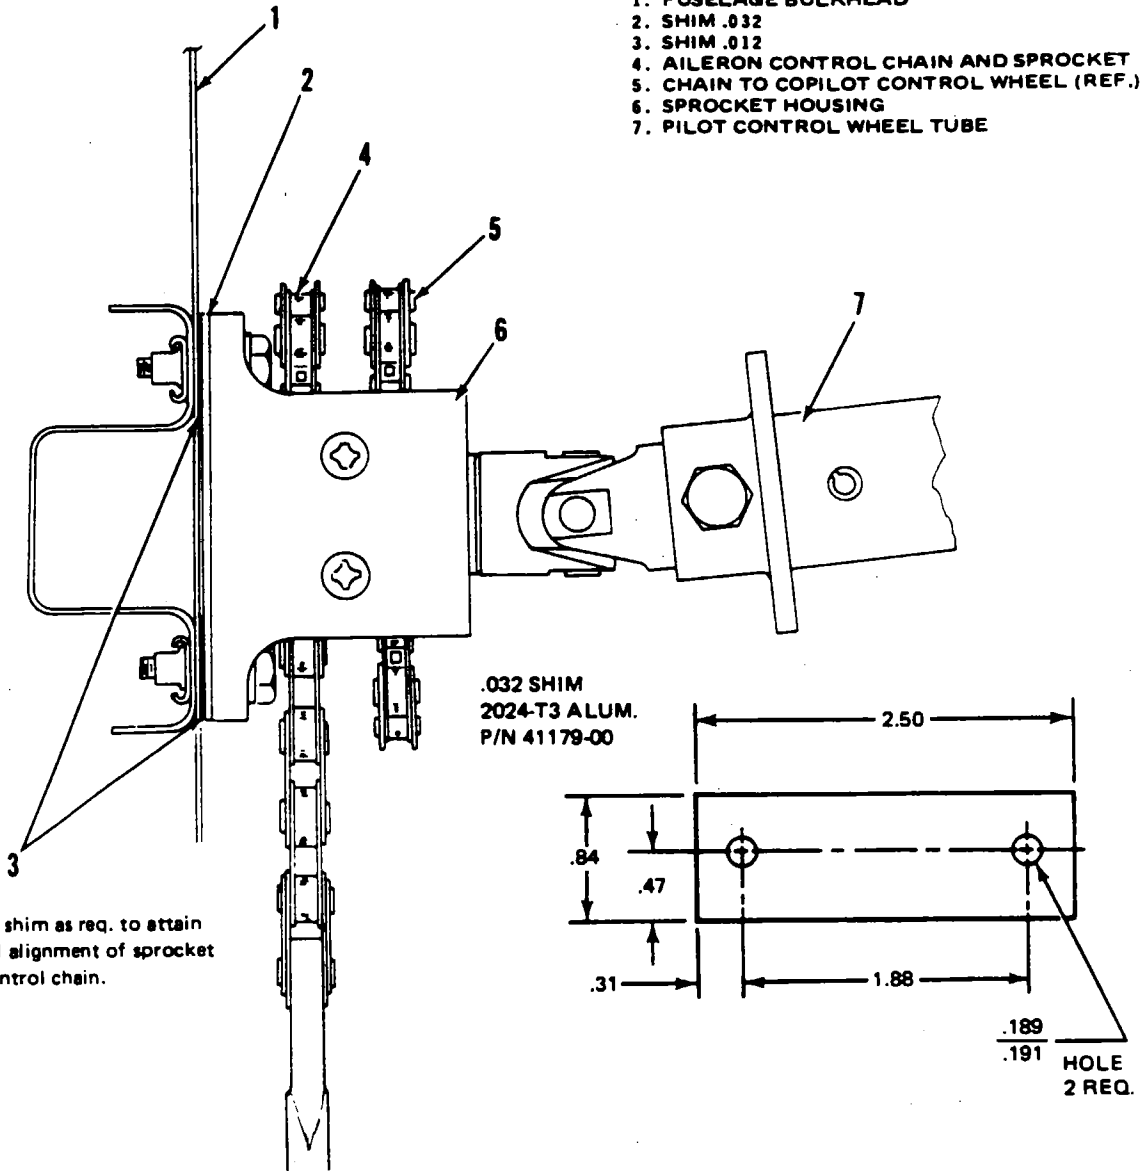 1. FUSELAGE BULKHEAD
2. SHIM .032
3. SHIM .012
4. AILERON CONTROL CHAIN AND SPROCKET
5. CHAIN TO COPILOT CONTROL WHEEL (REF.)
6. SPROCKET HOUSING
7. PILOT CONTROL WHEEL TUBE
1
2
4
5
6
7
3
.032 SHIM
2024-T3 ALUM.
P/N 41179-00
2.50
.84
.47
.31
1.88
.189
.191
HOLE
2 REQ.
shim as req. to attain
alignment of sprocket
ntrol chain.